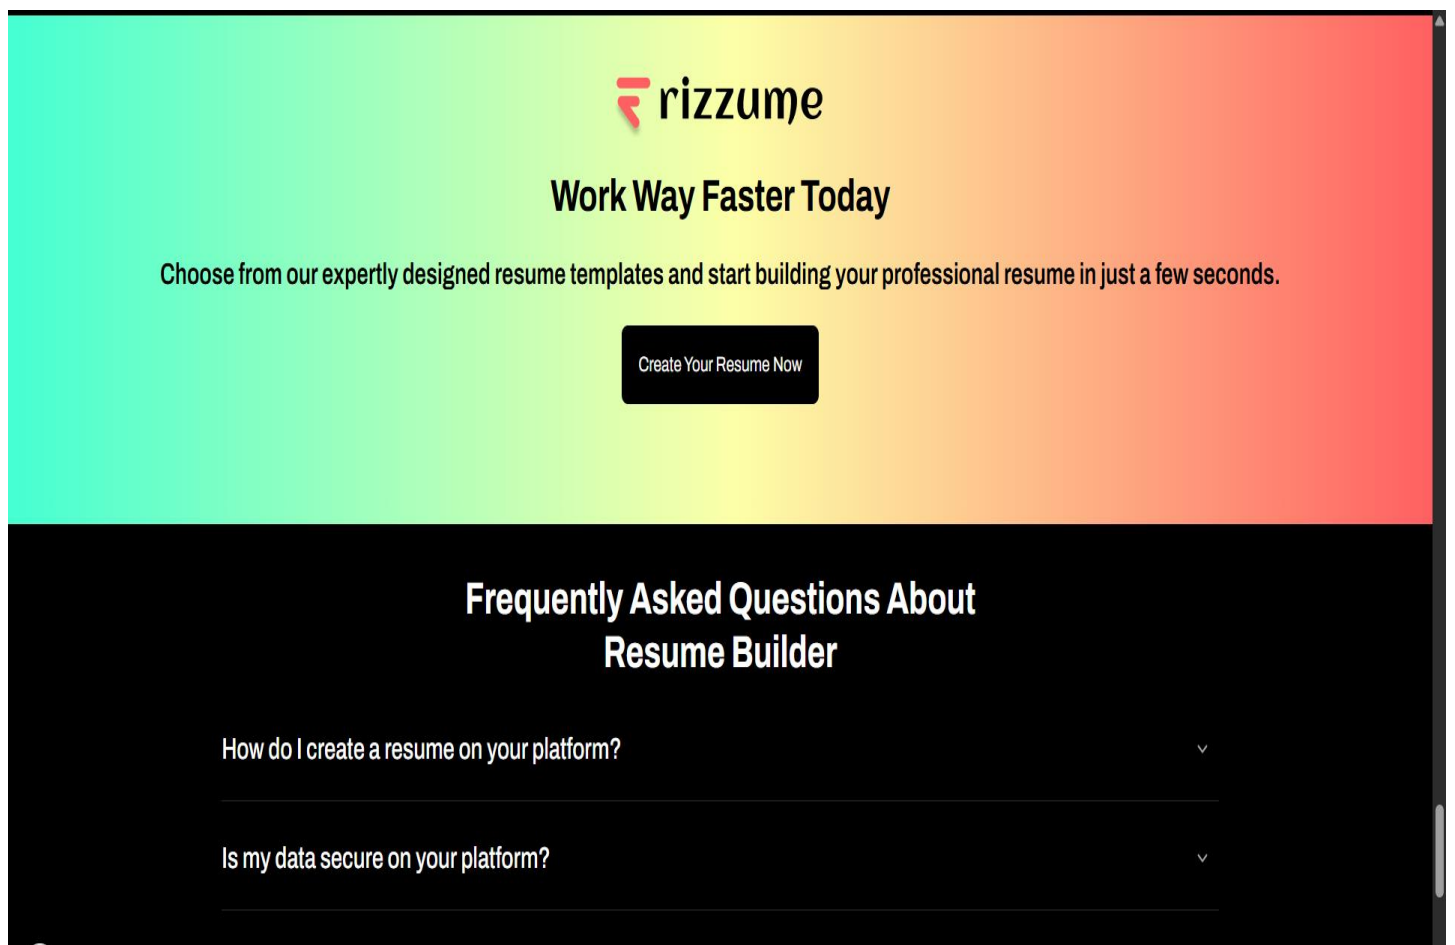 rizzume
Work Way Faster Today
Choose from our expertly designed resume templates and start building your professional resume in just a few seconds.
Create Your Resume Now
Frequently Asked Questions About
Resume Builder
How do I create a resume on your platform?
Is my data secure on your platform?